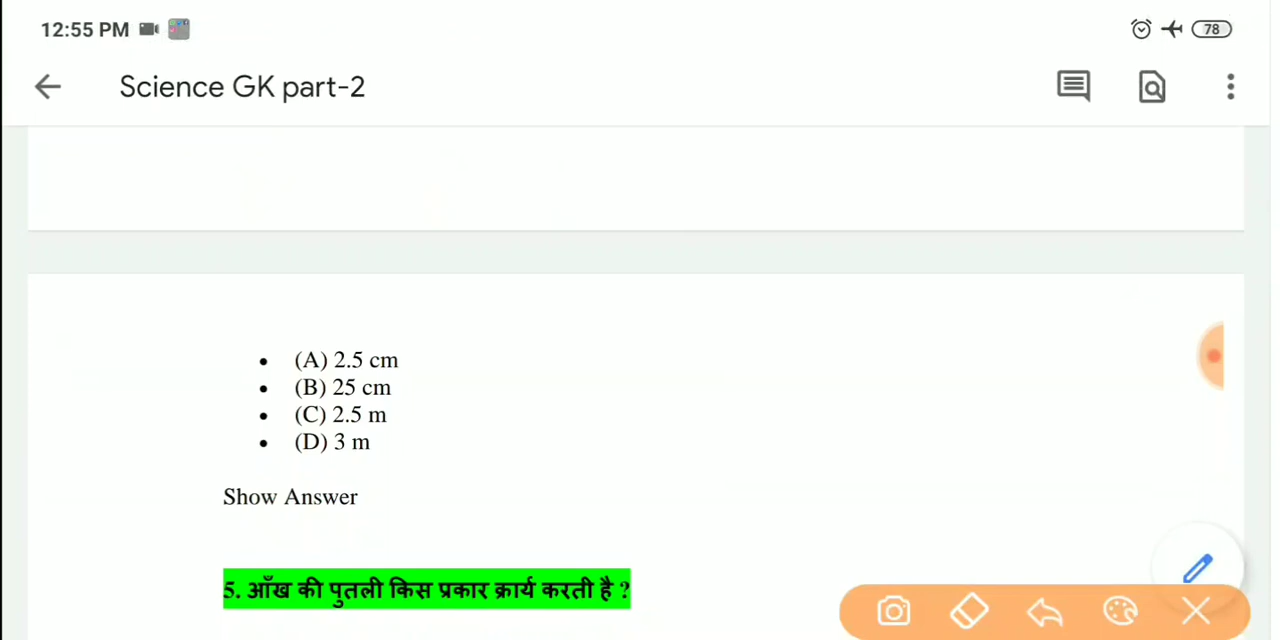 12:55 PM
78
Science GK part-2
(A) 2.5 cm
(B) 25 cm
(C) 2.5 m
(D) 3 m
Show Answer
5. आँख की पुतली किस प्रकार क्रार्य करती है ?